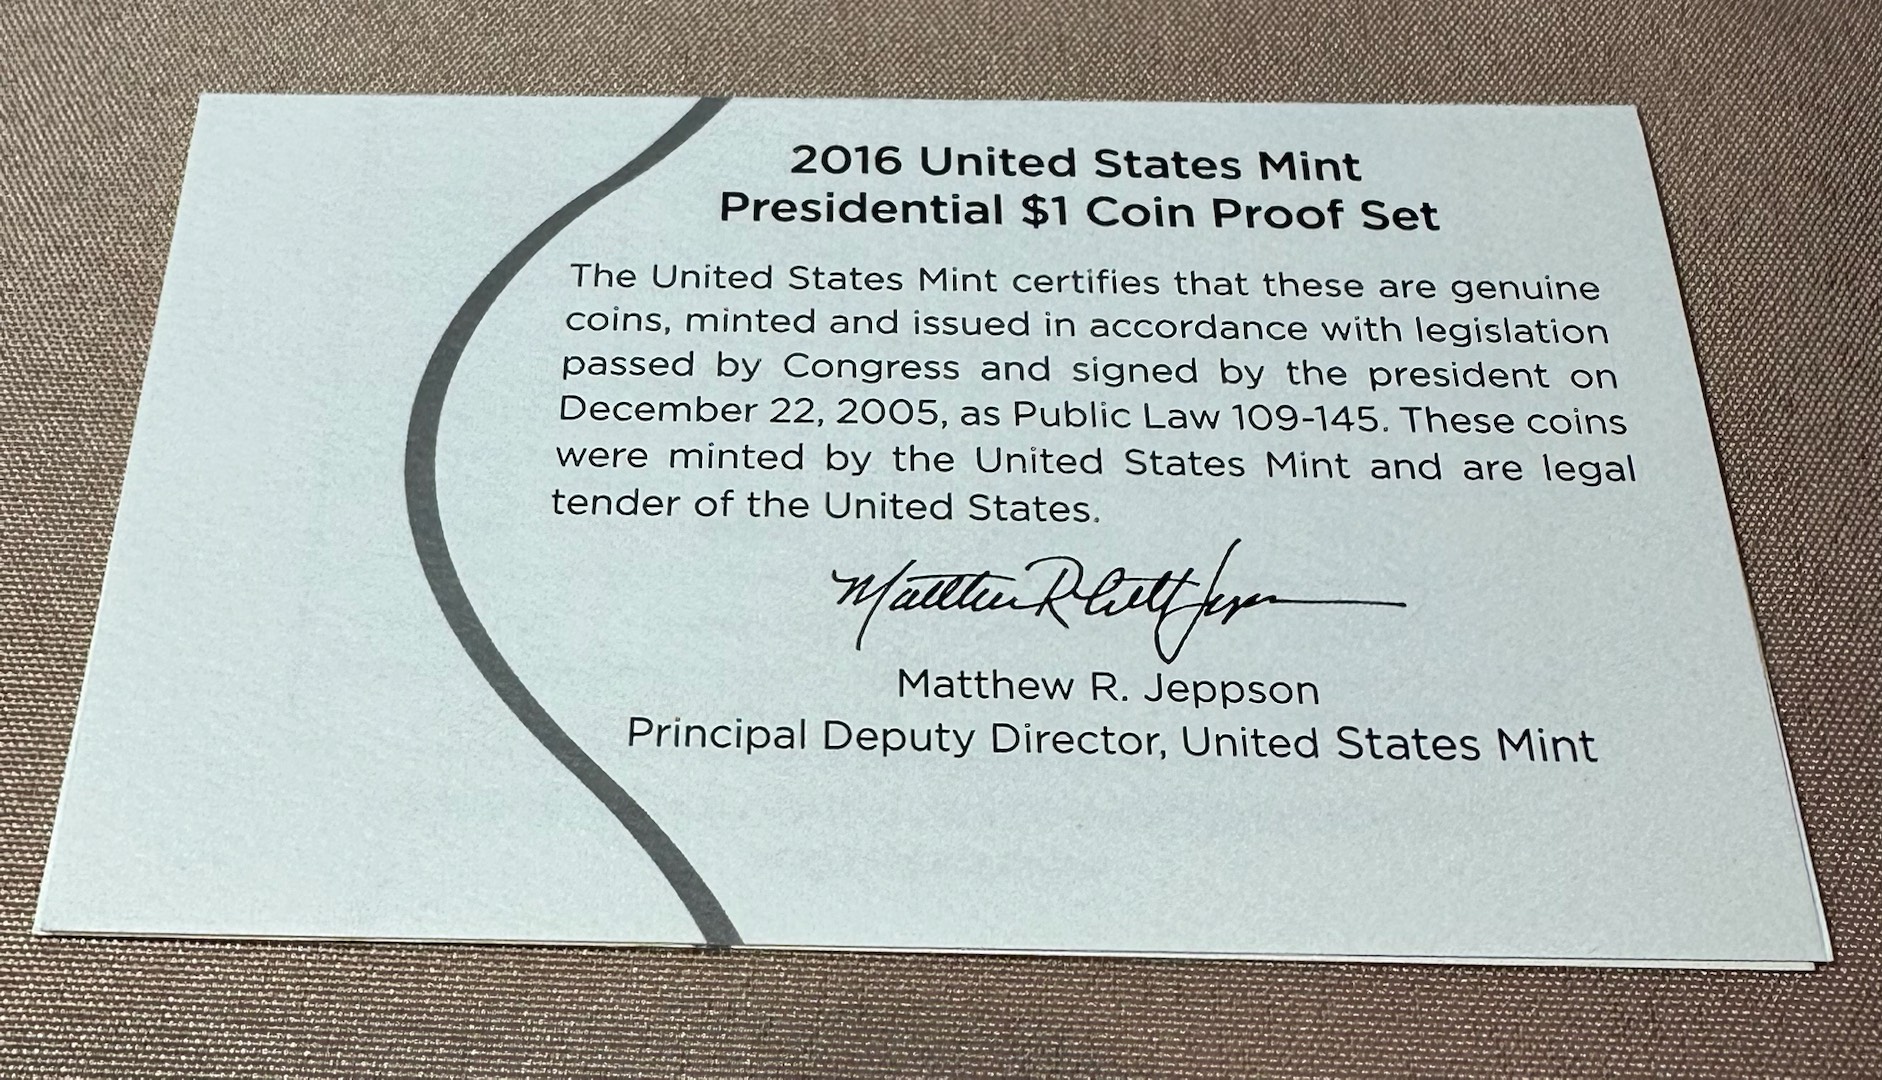 2016 United States Mint
Presidential $1 Coin Proof Set
The United States Mint certifies that these are genuine
coins, minted and issued in accordance with legislation
passed by Congress and signed by the president on
December 22, 2005, as Public Law 109-145. These coins
were minted by the United States Mint and are legal
tender of the United States.
Matthew R. Jeppson
Principal Deputy Director, United States Mint